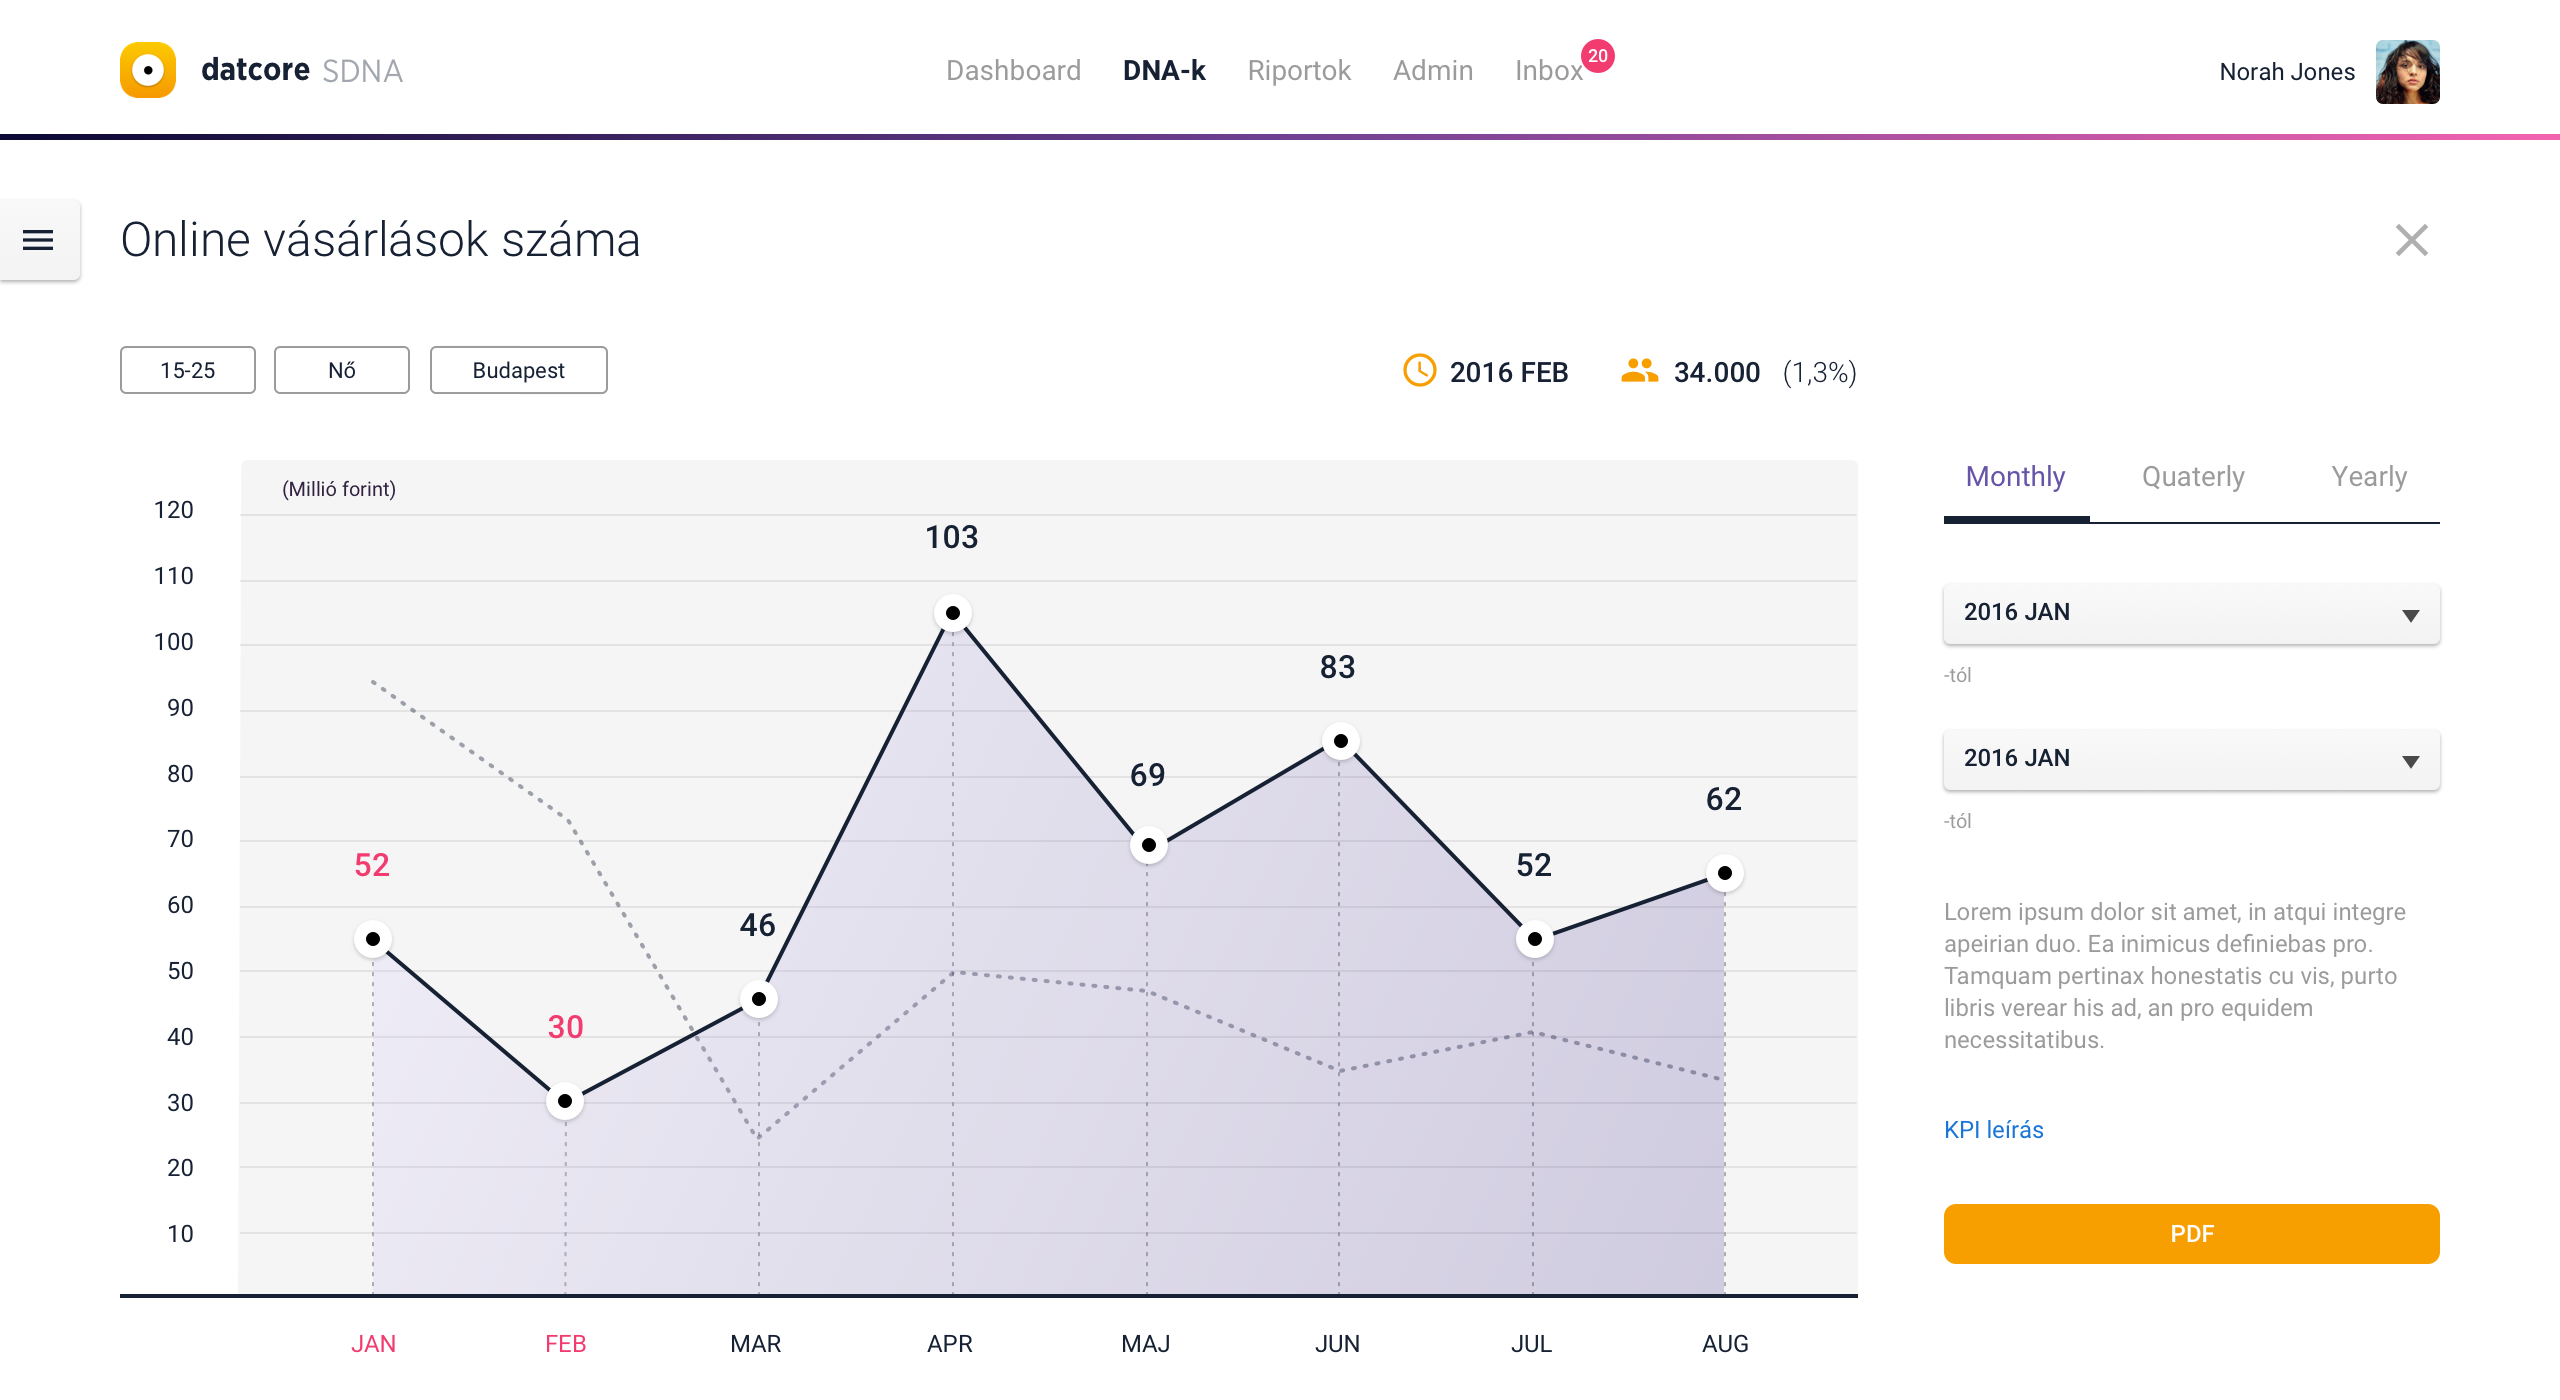 datcore SDNA
Dashboard DNA-k Riportok Admin Inbox 20
Norah Jones
Online vásárlások száma
15-25 Nő Budapest
2016 FEB 34.000 (1,3%)
(Millió forint)
120
110
100
90
80
70
60
50
40
30
20
10
52
30
46
103
69
83
52
62
JAN FEB MAR APR MAJ JUN JUL AUG
Monthly Quaterly Yearly
2016 JAN
-tól
2016 JAN
-tól
Lorem ipsum dolor sit amet, in atqui integre
apeirian duo. Ea inimicus definiebas pro.
Tamquam pertinax honestatis cu vis, purto
libris verear his ad, an pro equidem
necessitatibus.
KPI leírás
PDF